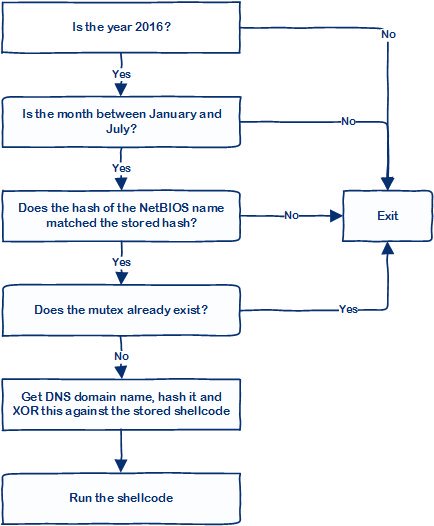 Is the year 2016?
No
Yes
Is the month between January and
July?
No
Yes
Does the hash of the NetBIOS name
matched the stored hash?
No
Exit
Yes
Does the mutex already exist?
Yes
No
Get DNS domain name, hash it and
XOR this against the stored shellcode
Run the shellcode